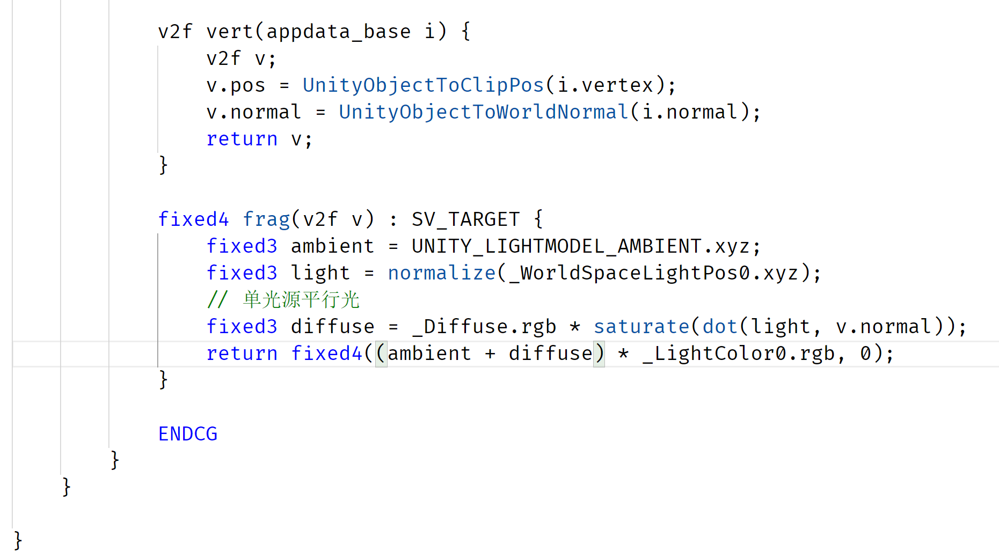 v2f vert(appdata_base i) {
v2f v;
v.pos = UnityObjectToClipPos(i.vertex);
v.normal = UnityObjectToWorldNormal(i.normal);
return v;
}
fixed4 frag(v2f v) : SV_TARGET {
fixed3 ambient = UNITY_LIGHTMODEL_AMBIENT.xyz;
fixed3 light = normalize(_WorldSpaceLightPos0.xyz);
// 单光源平行光
fixed3 diffuse = _Diffuse.rgb * saturate(dot(light, v.normal));
return fixed4((ambient + diffuse) * _LightColor0.rgb, 0);
}
ENDCG
}
}
}